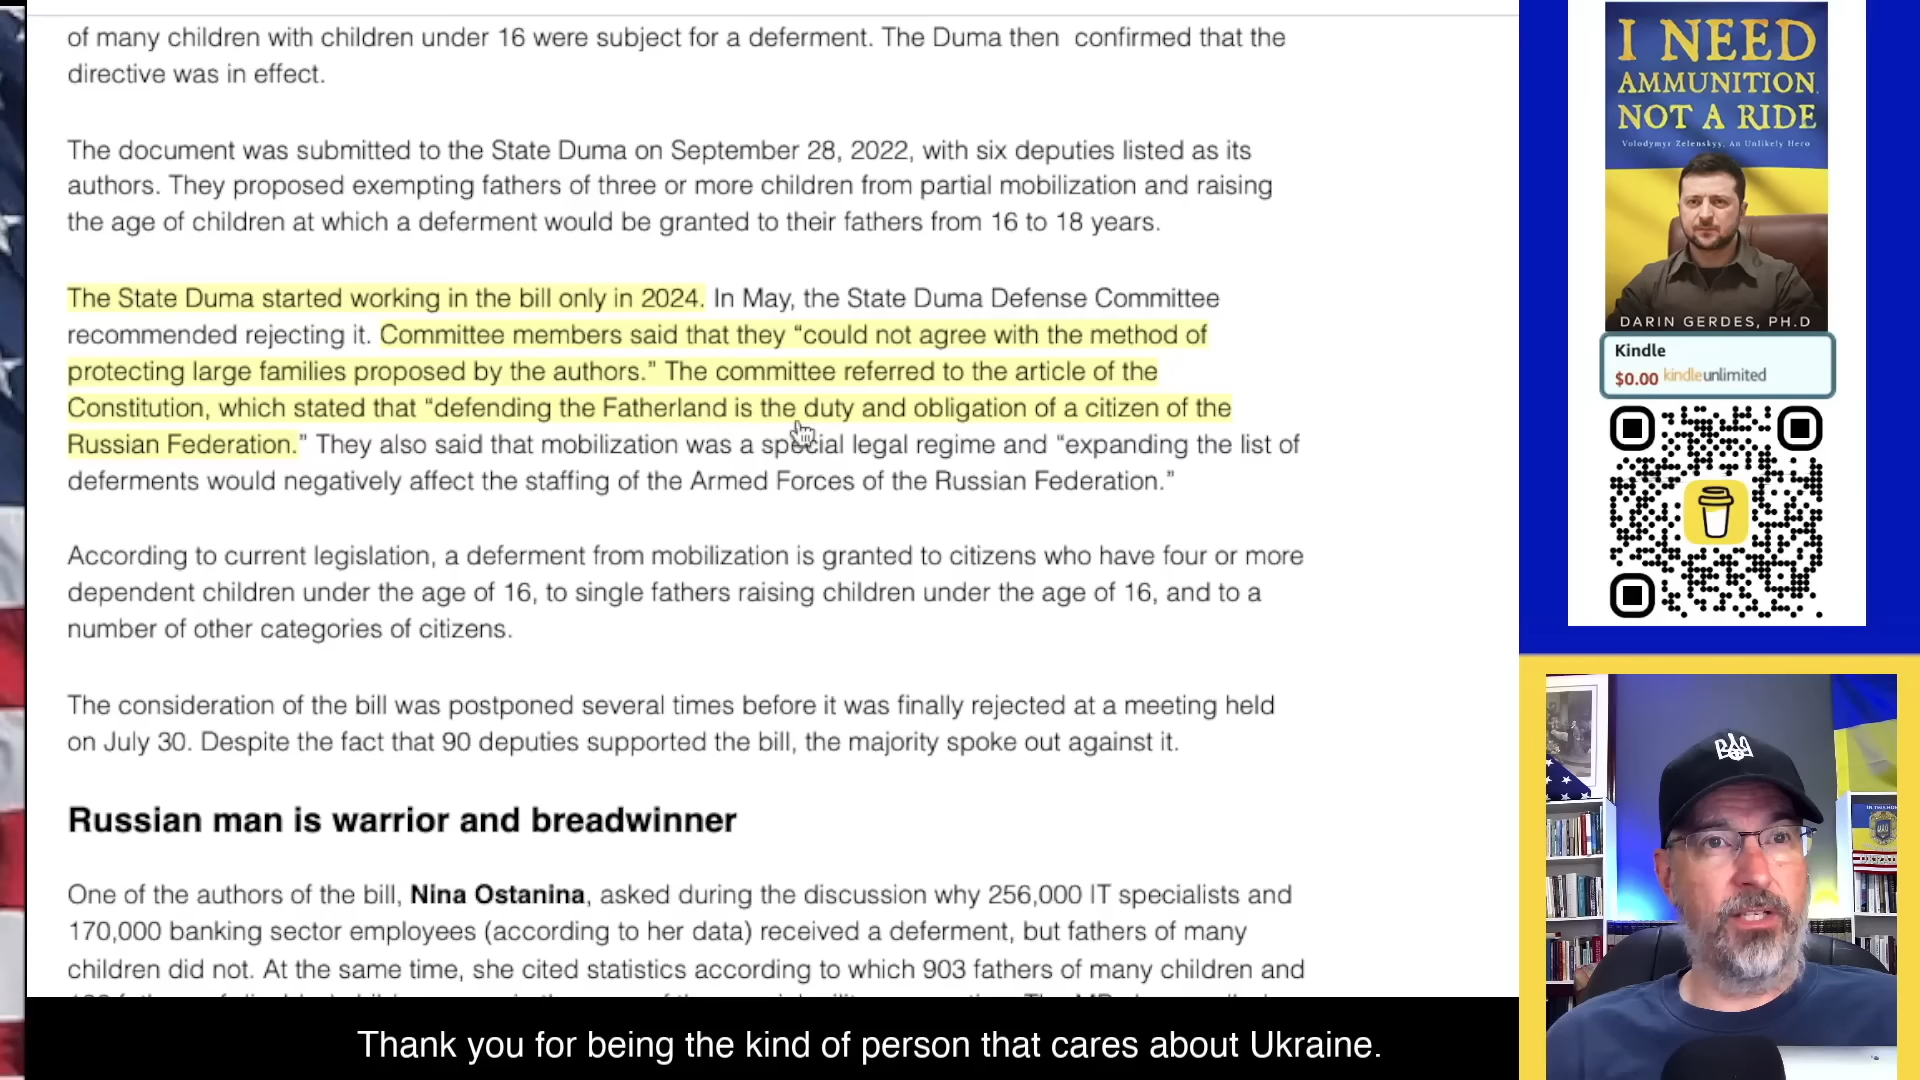 of many children with children under 16 were subject for a deferment. The Duma then confirmed that the
directive was in effect.
The document was submitted to the State Duma on September 28, 2022, with six deputies listed as its
authors. They proposed exempting fathers of three or more children from partial mobilization and raising
the age of children at which a deferment would be granted to their fathers from 16 to 18 years.
The State Duma started working in the bill only in 2024. In May, the State Duma Defense Committee
recommended rejecting it. Committee members said that they “could not agree with the method of
protecting large families proposed by the authors.” The committee referred to the article of the
Constitution, which stated that “defending the Fatherland is the duty and obligation of a citizen of the
Russian Federation.” They also said that mobilization was a special legal regime and “expanding the list of
deferments would negatively affect the staffing of the Armed Forces of the Russian Federation.”
According to current legislation, a deferment from mobilization is granted to citizens who have four or more
dependent children under the age of 16, to single fathers raising children under the age of 16, and to a
number of other categories of citizens.
The consideration of the bill was postponed several times before it was finally rejected at a meeting held
on July 30. Despite the fact that 90 deputies supported the bill, the majority spoke out against it.
Russian man is warrior and breadwinner
One of the authors of the bill, Nina Ostanina, asked during the discussion why 256,000 IT specialists and
170,000 banking sector employees (according to her data) received a deferment, but fathers of many
children did not. At the same time, she cited statistics according to which 903 fathers of many children and
Thank you for being the kind of person that cares about Ukraine.
I NEED
AMMUNITION,
NOT A RIDE
Volodymyr Zelenskyy, An Unlikely Hero
DARIN GERDES, PH.D
Kindle
$0.00 kindleunlimited